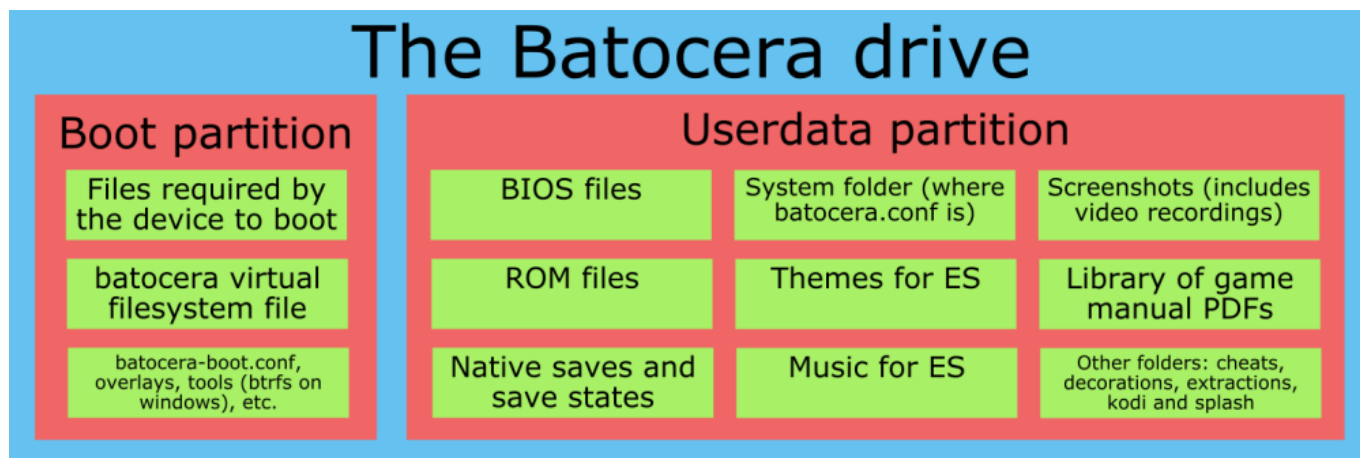 The Batocera drive
Boot partition
Files required by
the device to boot
batocera virtual
filesystem file
batocera-boot.conf,
overlays, tools (btrfs on
windows), etc.
Userdata partition
BIOS files
System folder (where
batocera.conf is)
Screenshots (includes
video recordings)
ROM files
Themes for ES
Library of game
manual PDFs
Native saves and
save states
Music for ES
Other folders: cheats,
decorations, extractions,
kodi and splash